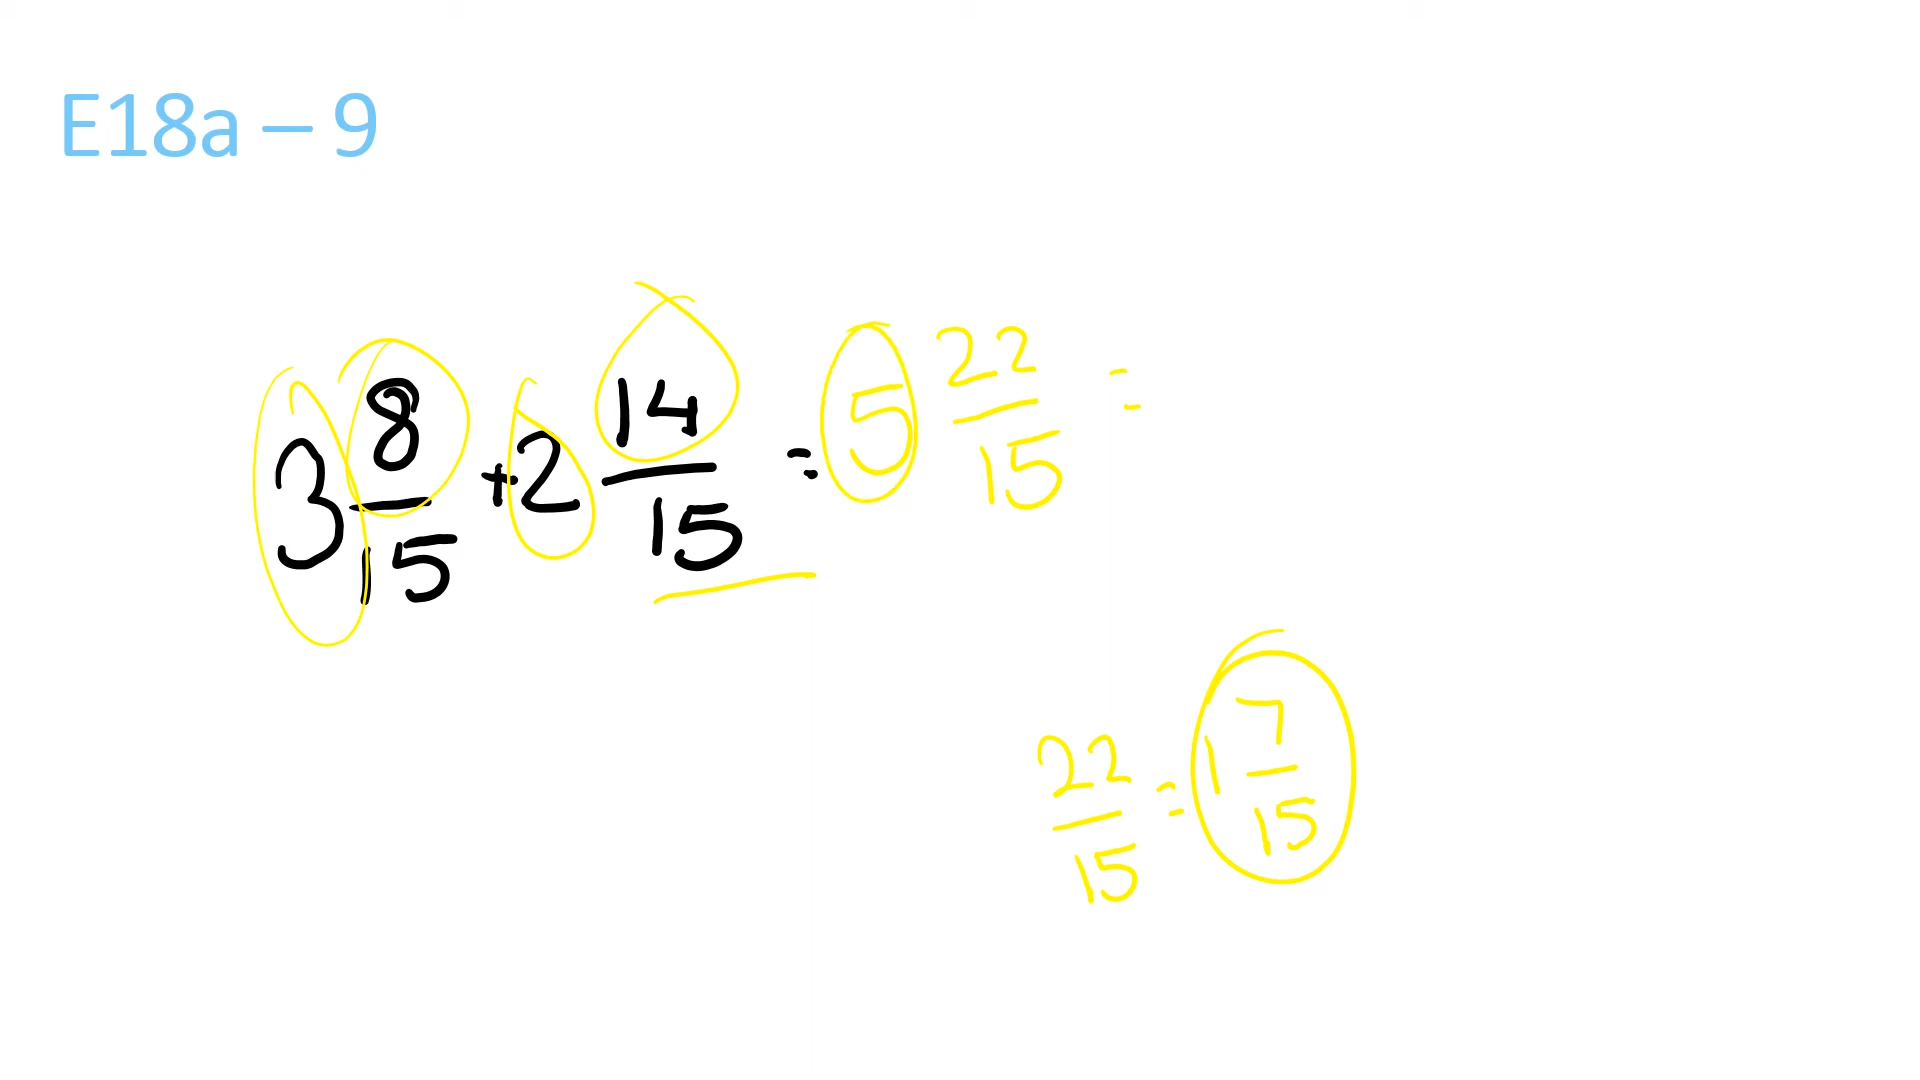 E18a – 9
3 8/15 + 2 14/15 = 5 22/15 =
22/15 = 1 7/15